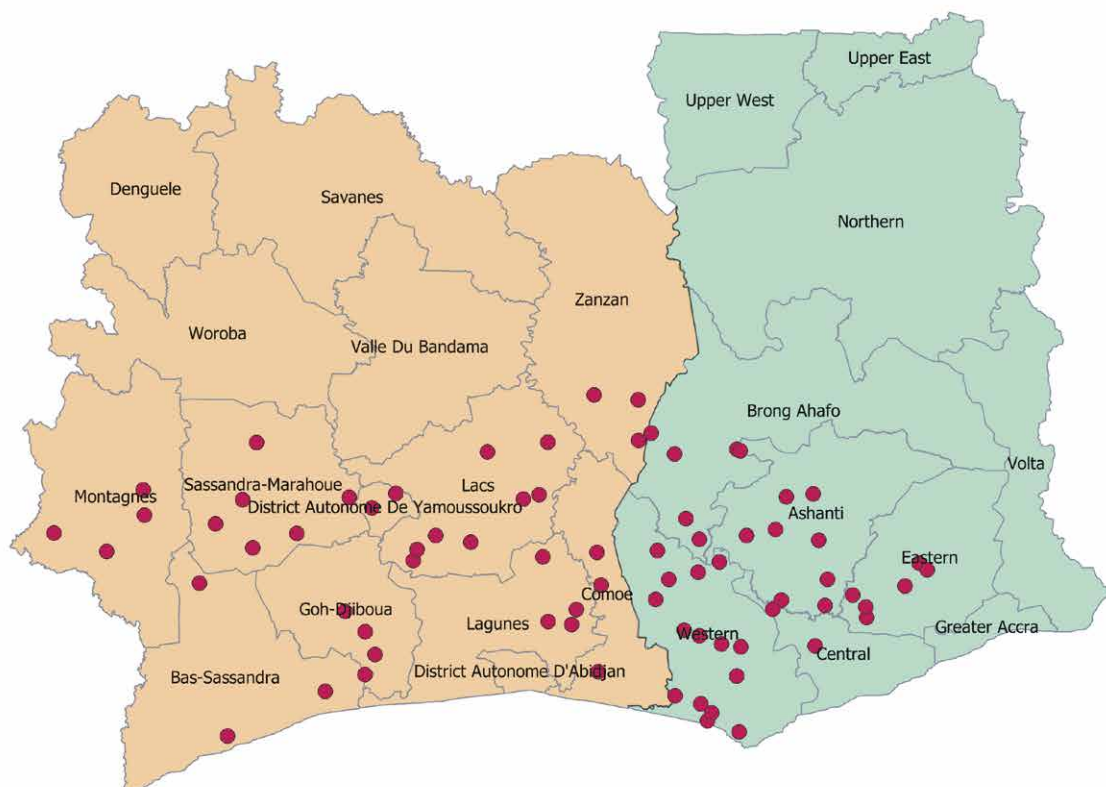 Upper East
Upper West
Denguele
Savanes
Northern
Zanzan
Woroba
Valle Du Bandama
Brong Ahafo
Volta
Montagnes
Sassandra-Marahoue
Lacs
District Autonome De Yamoussoukro
Ashanti
Eastern
Comoe
Goh-Djiboua
Lagunes
Western
Greater Accra
Central
Bas-Sassandra
District Autonome D'Abidjan